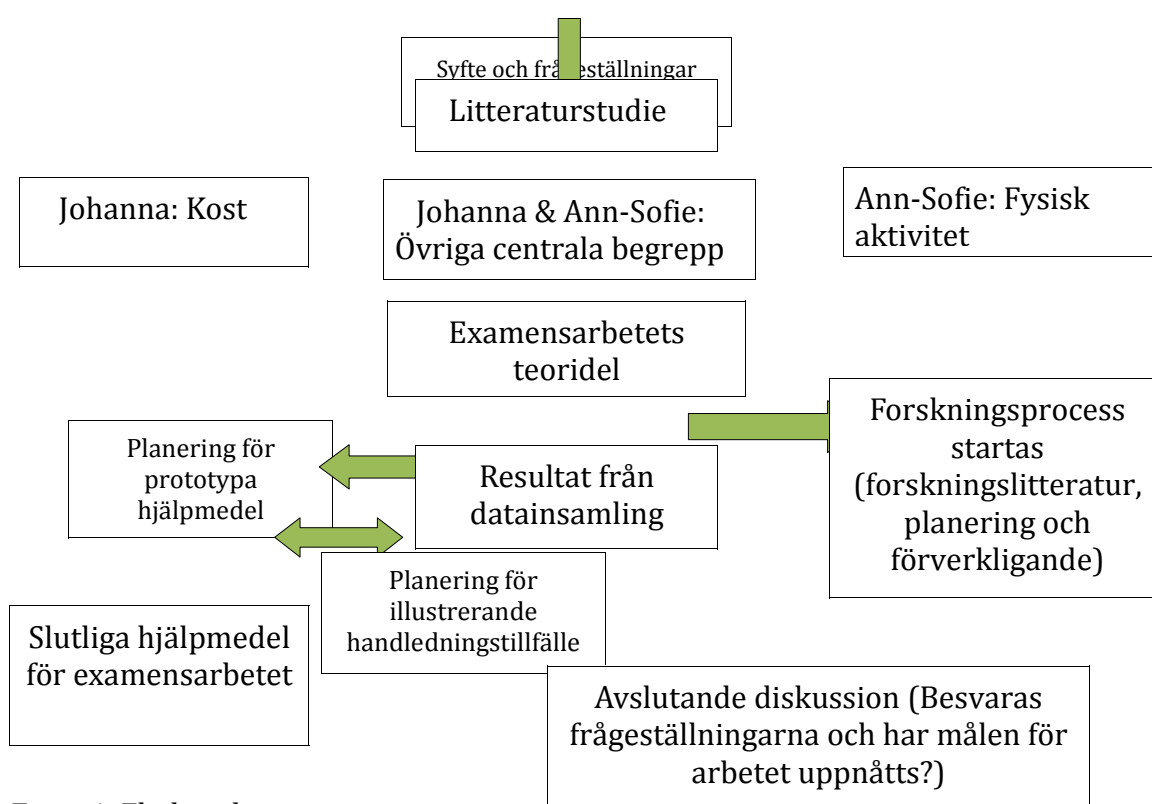 Syfte och frågeställningar
Litteraturstudie
Johanna: Kost
Johanna & Ann-Sofie:
Övriga centrala begrepp
Ann-Sofie: Fysisk
aktivitet
Examensarbetets
teoridel
Forskningsprocess
startas
(forskningslitteratur,
planering och
förverkligande)
Planering för
prototypa
hjälpmedel
Resultat från
datainsamling
Planering för
illustrerande
handledningstillfälle
Slutliga hjälpmedel
för examensarbetet
Avslutande diskussion (Besvaras
frågeställningarna och har målen för
arbetet uppnåtts?)